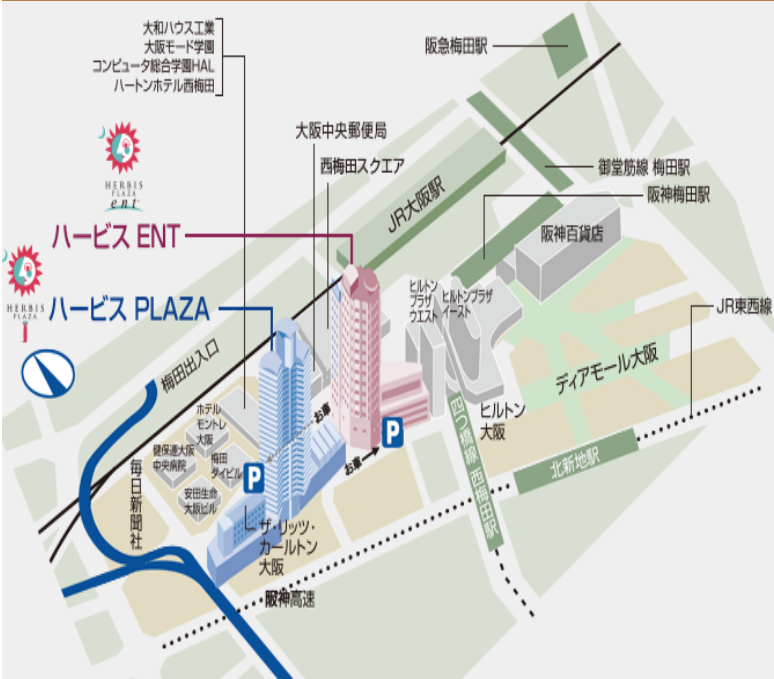 大和ハウス工業
大阪モード学園
コンピュータ総合学園HAL
ハートンホテル西梅田
阪急梅田駅
大阪中央郵便局
西梅田スクエア
御堂筋線 梅田駅
阪神梅田駅
JR大阪駅
阪神百貨店
HERBIS
PLAZA
ent
ハービス ENT
HERBIS
PLAZA
ハービス PLAZA
ヒルトン
プラザ
ウエスト
ヒルトンプラザ
イースト
JR東西線
梅田出入口
ディアモール大阪
ホテル
モントレ
大阪
お車
ヒルトン
大阪
四つ橋線 西梅田駅
P
健保連大阪
中央病院
梅田
ダイビル
P
お車
北新地駅
毎日新聞社
安田生命
大阪ビル
ザ・リッツ・
カールトン
大阪
阪神高速